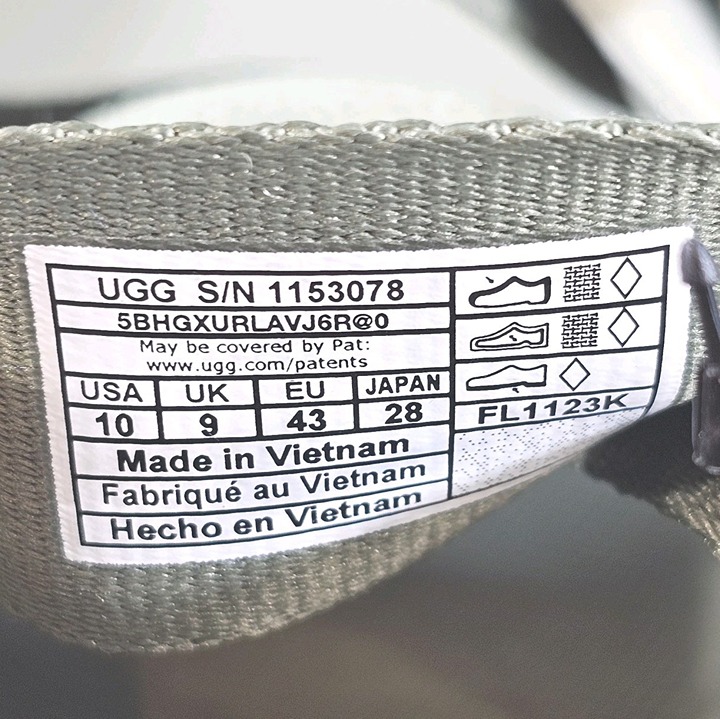 UGG S/N 1153078
5BHGXURLAVJ6R@0
May be covered by Pat:
www.ugg.com/patents
USA UK EU JAPAN
10 9 43 28
Made in Vietnam
Fabriqué au Vietnam
Hecho en Vietnam
FL1123K